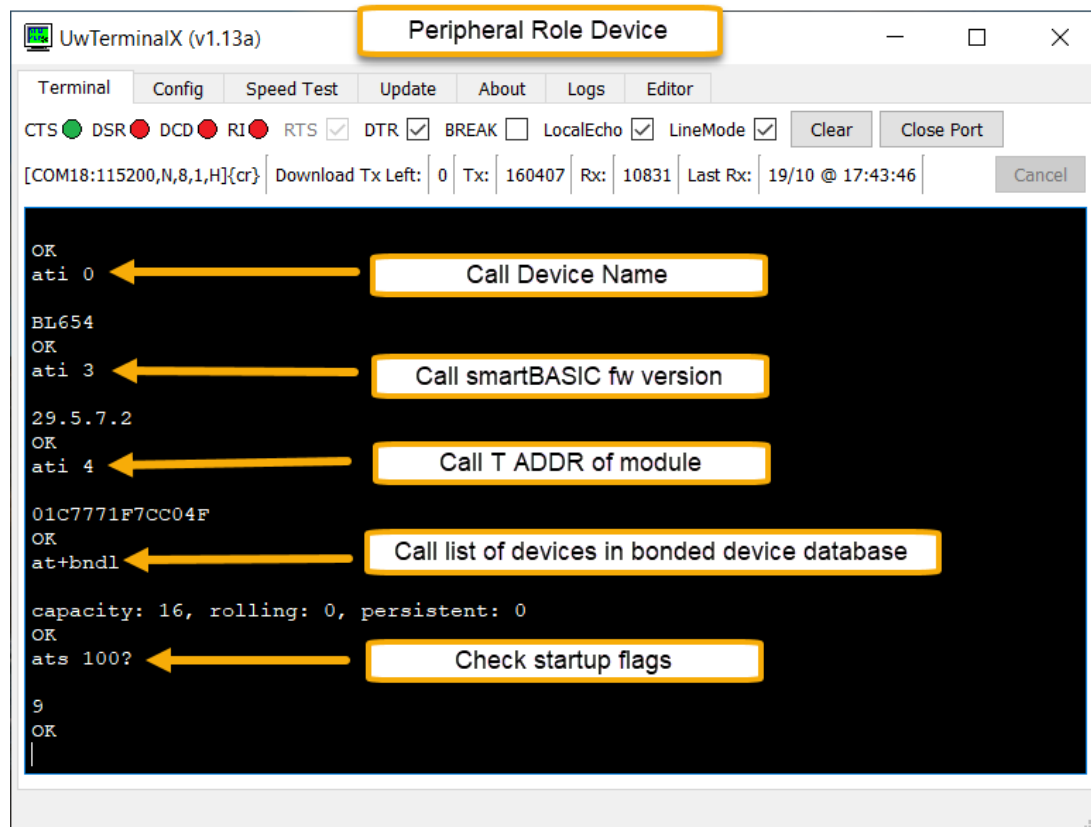 UwTerminalX (v1.13a)
Peripheral Role Device
Terminal Config Speed Test Update About Logs Editor
CTS DSR DCD RI RTS DTR BREAK LocalEcho LineMode Clear Close Port
[COM18:115200,N,8,1,H]{cr} Download Tx Left: 0 Tx: 160407 Rx: 10831 Last Rx: 19/10 @ 17:43:46 Cancel
OK
ati 0 Call Device Name
BL654
OK
ati 3 Call smartBASIC fw version
29.5.7.2
OK
ati 4 Call T ADDR of module
01C7771F7CC04F
OK
at+bndl Call list of devices in bonded device database
capacity: 16, rolling: 0, persistent: 0
OK
ats 100? Check startup flags
9
OK